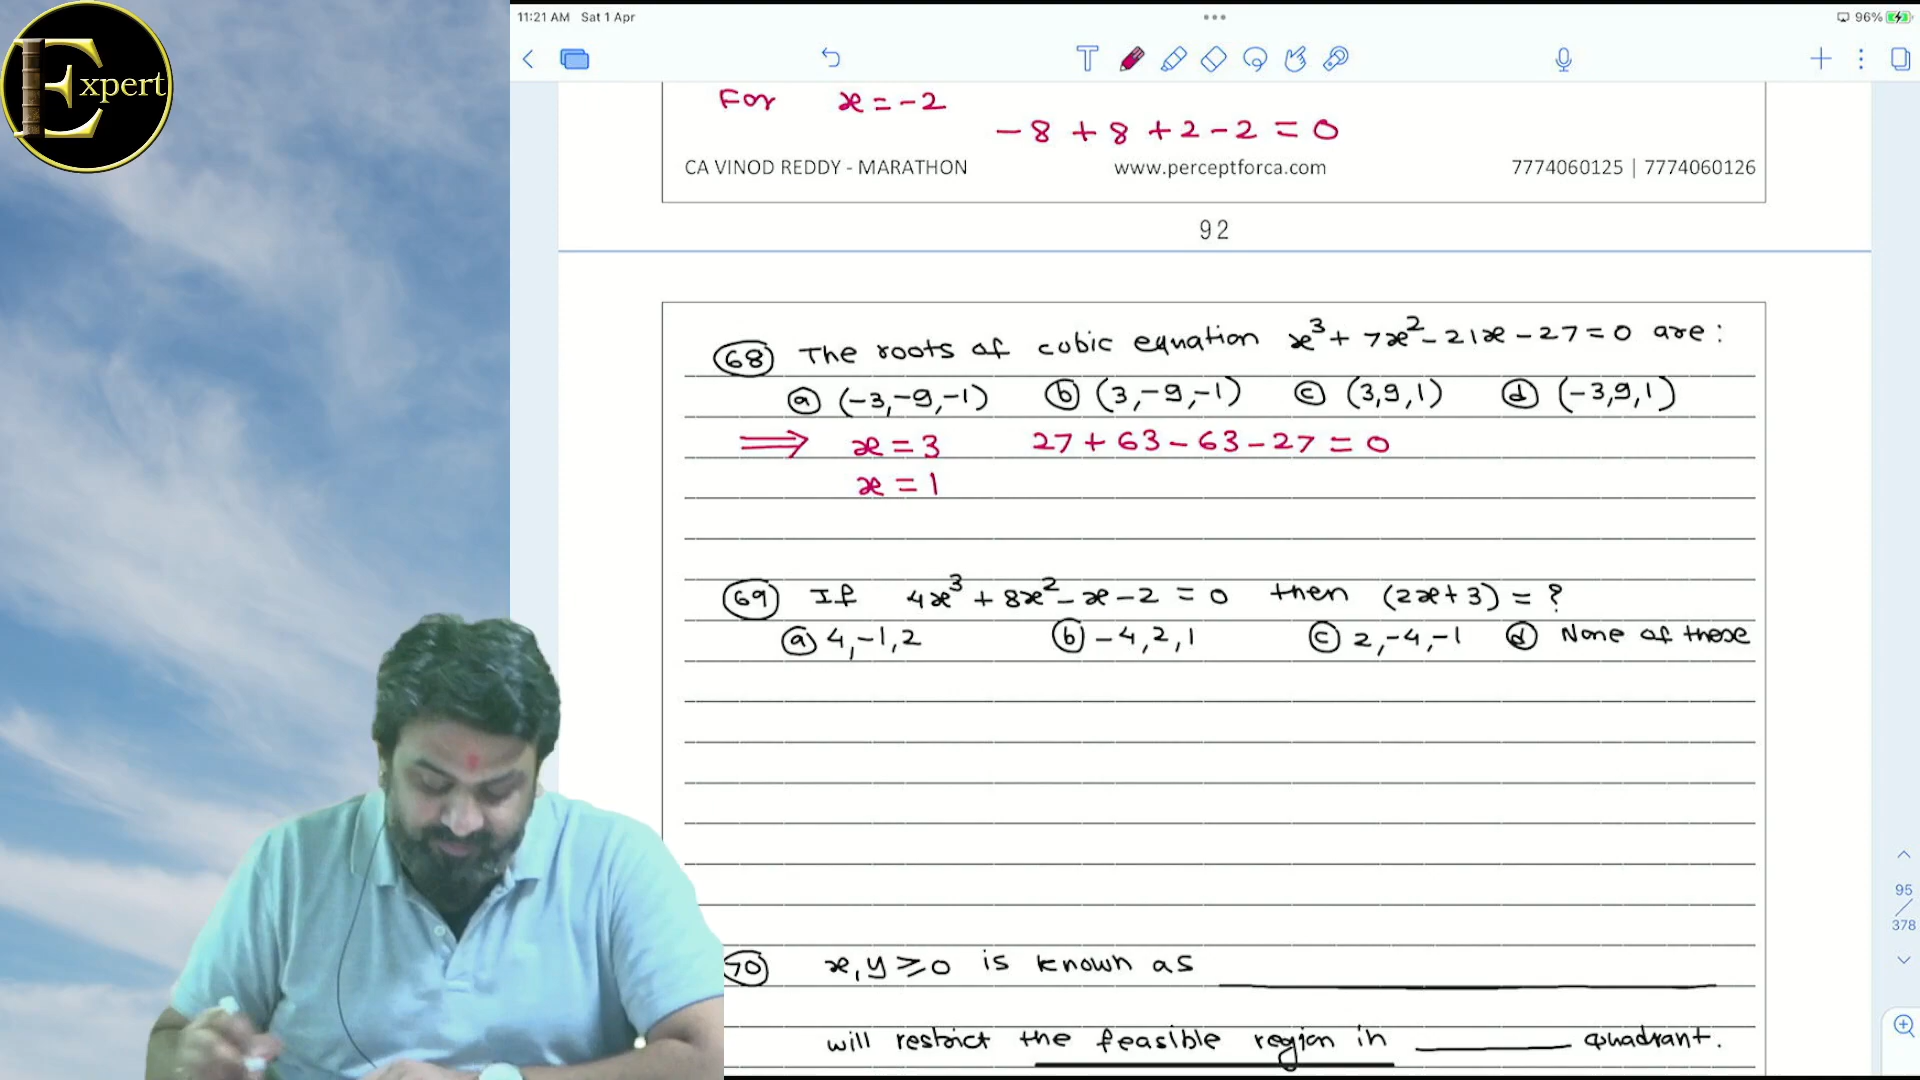 Expert
11:21 AM Sat 1 Apr
96%
T
For x = -2
-8 + 8 + 2 - 2 = 0
CA VINOD REDDY - MARATHON www.perceptforca.com 7774060125 | 7774060126
92
68 The roots of cubic equation x³ + 7x² - 21x - 27 = 0 are :
a (-3,-9,-1) b (3,-9,-1) c (3,9,1) d (-3,9,1)
⟹ x = 3 27 + 63 - 63 - 27 = 0
x = 1
69 If 4x³ + 8x² - x - 2 = 0 then (2x+3) = ?
a 4,-1,2 b -4,2,1 c 2,-4,-1 d None of these
70 x,y ≥ 0 is known as ________
will restrict the feasible region in ________ quadrant.
95
/
378